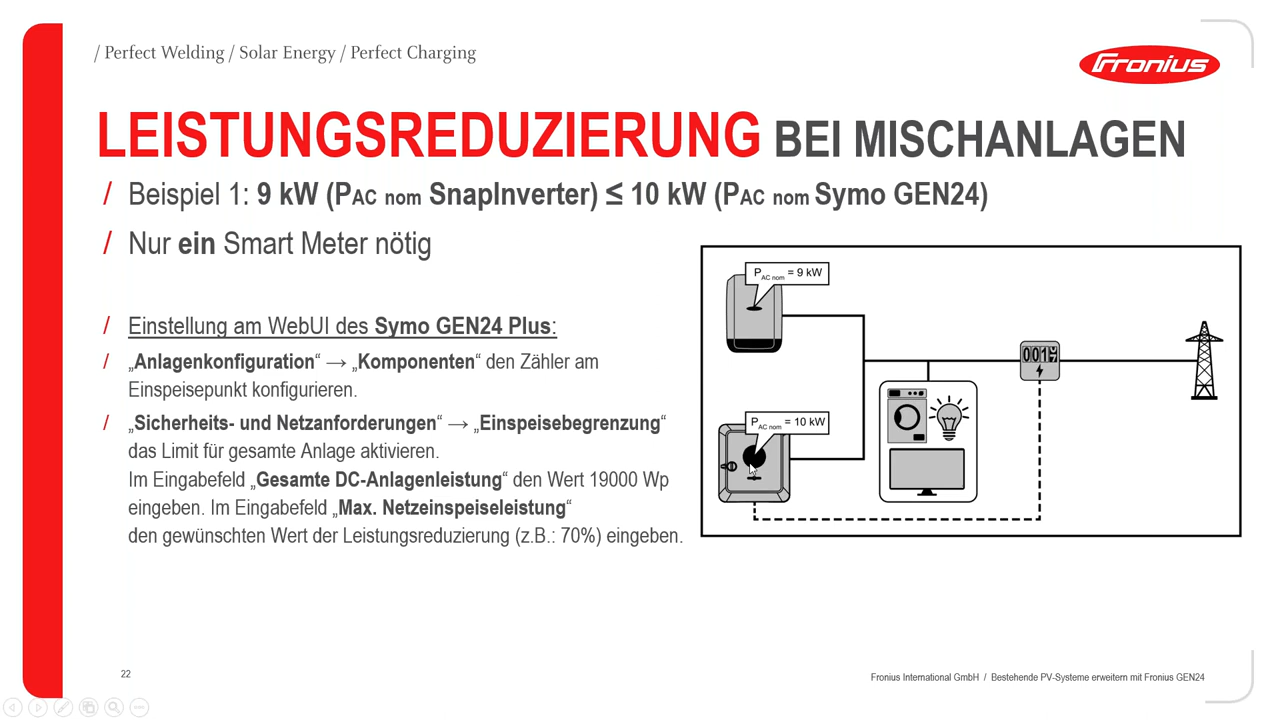 / Perfect Welding / Solar Energy / Perfect Charging
Fronius
LEISTUNGSREDUZIERUNG BEI MISCHANLAGEN
/ Beispiel 1: 9 kW (PAC nom SnapInverter) ≤ 10 kW (PAC nom Symo GEN24)
/ Nur ein Smart Meter nötig
/ Einstellung am WebUI des Symo GEN24 Plus:
/ „Anlagenkonfiguration“ → „Komponenten“ den Zähler am
Einspeisepunkt konfigurieren.
/ „Sicherheits- und Netzanforderungen“ → „Einspeisebegrenzung“
das Limit für gesamte Anlage aktivieren.
Im Eingabefeld „Gesamte DC-Anlagenleistung“ den Wert 19000 Wp
eingeben. Im Eingabefeld „Max. Netzeinspeiseleistung“
den gewünschten Wert der Leistungsreduzierung (z.B.: 70%) eingeben.
PAC nom = 9 kW
PAC nom = 10 kW
22
Fronius International GmbH / Bestehende PV-Systeme erweitern mit Fronius GEN24